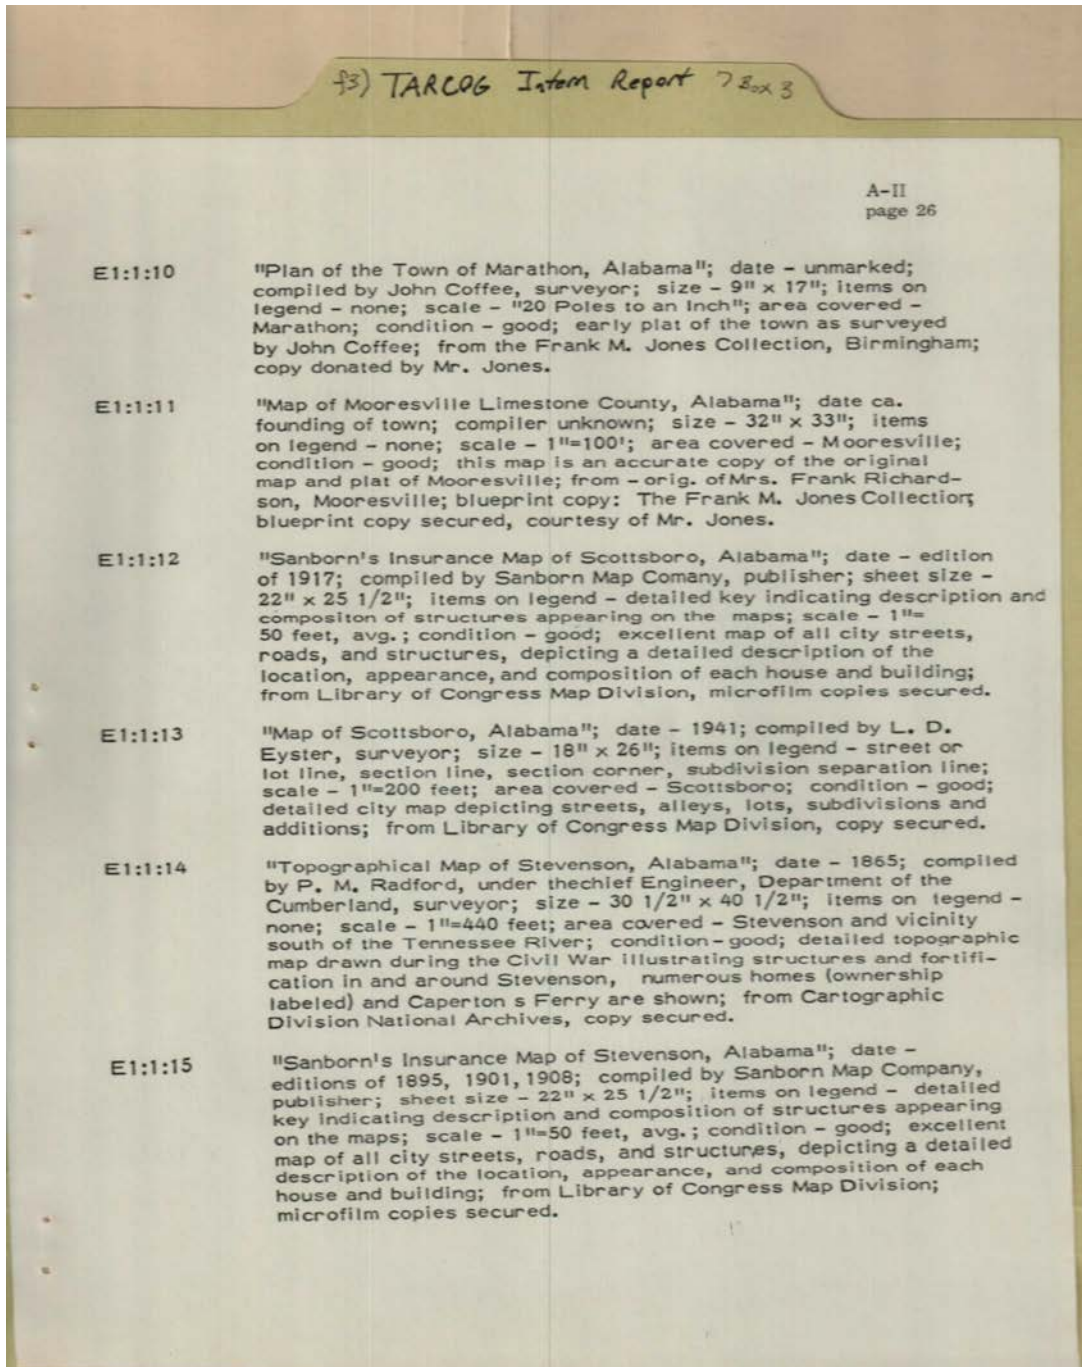 f3) TARCOG Intern Report > Box 3
A-II
page 26
E1:1:10 "Plan of the Town of Marathon, Alabama"; date - unmarked;
compiled by John Coffee, surveyor; size - 9" x 17"; items on
legend - none; scale - "20 Poles to an Inch"; area covered -
Marathon; condition - good; early plat of the town as surveyed
by John Coffee; from the Frank M. Jones Collection, Birmingham;
copy donated by Mr. Jones.
E1:1:11 "Map of Mooresville Limestone County, Alabama"; date ca.
founding of town; compiler unknown; size - 32" x 33"; items
on legend - none; scale - 1"=100'; area covered - Mooresville;
condition - good; this map is an accurate copy of the original
map and plat of Mooresville; from - orig. of Mrs. Frank Richard-
son, Mooresville; blueprint copy: The Frank M. Jones Collection;
blueprint copy secured, courtesy of Mr. Jones.
E1:1:12 "Sanborn's Insurance Map of Scottsboro, Alabama"; date - edition
of 1917; compiled by Sanborn Map Comany, publisher; sheet size -
22" x 25 1/2"; items on legend - detailed key indicating description and
compositon of structures appearing on the maps; scale - 1"=
50 feet, avg.; condition - good; excellent map of all city streets,
roads, and structures, depicting a detailed description of the
location, appearance, and composition of each house and building;
from Library of Congress Map Division, microfilm copies secured.
E1:1:13 "Map of Scottsboro, Alabama"; date - 1941; compiled by L. D.
Eyster, surveyor; size - 18" x 26"; items on legend - street or
lot line, section line, section corner, subdivision separation line;
scale - 1"=200 feet; area covered - Scottsboro; condition - good;
detailed city map depicting streets, alleys, lots, subdivisions and
additions; from Library of Congress Map Division, copy secured.
E1:1:14 "Topographical Map of Stevenson, Alabama"; date - 1865; compiled
by P. M. Radford, under thechief Engineer, Department of the
Cumberland, surveyor; size - 30 1/2" x 40 1/2"; items on legend -
none; scale - 1"=440 feet; area covered - Stevenson and vicinity
south of the Tennessee River; condition - good; detailed topographic
map drawn during the Civil War illustrating structures and fortifi-
cation in and around Stevenson, numerous homes (ownership
labeled) and Caperton s Ferry are shown; from Cartographic
Division National Archives, copy secured.
E1:1:15 "Sanborn's Insurance Map of Stevenson, Alabama"; date -
editions of 1895, 1901, 1908; compiled by Sanborn Map Company,
publisher; sheet size - 22" x 25 1/2"; items on legend - detailed
key indicating description and composition of structures appearing
on the maps; scale - 1"=50 feet, avg.; condition - good; excellent
map of all city streets, roads, and structures, depicting a detailed
description of the location, appearance, and composition of each
house and building; from Library of Congress Map Division;
microfilm copies secured.